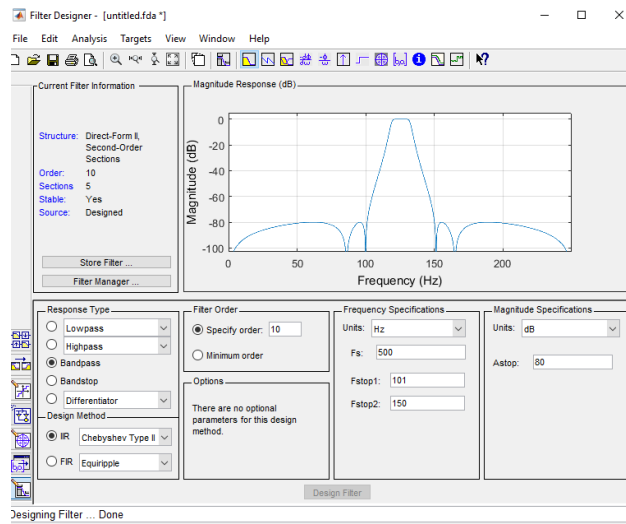 Filter Designer - [untitled.fda *]
File Edit Analysis Targets View Window Help
Current Filter Information
Structure: Direct-Form II,
Second-Order
Sections
Order: 10
Sections 5
Stable: Yes
Source: Designed
Store Filter ...
Filter Manager ...
Magnitude Response (dB)
Magnitude (dB)
0
-20
-40
-60
-80
-100
0 50 100 150 200
Frequency (Hz)
Response Type
Lowpass
Highpass
Bandpass
Bandstop
Differentiator
Design Method
IIR Chebyshev Type II
FIR Equiripple
Filter Order
Specify order: 10
Minimum order
Options
There are no optional
parameters for this design
method.
Frequency Specifications
Units: Hz
Fs: 500
Fstop1: 101
Fstop2: 150
Magnitude Specifications
Units: dB
Astop: 80
Design Filter
Designing Filter ... Done